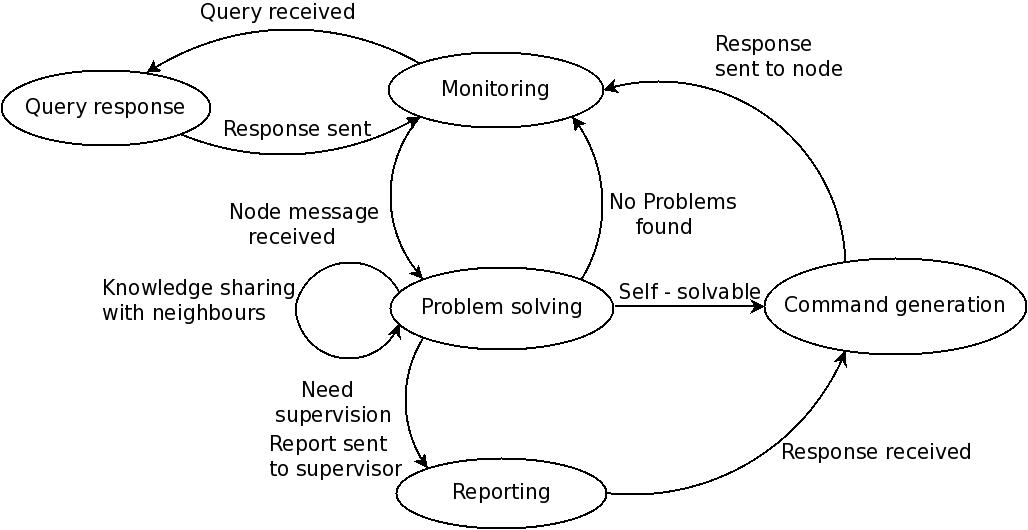 Query received
Response
sent to node
Monitoring
Query response
Response sent
Node message
received
No Problems
found
Knowledge sharing
with neighbours
Self - solvable
Problem solving
Command generation
Need
supervision
Report sent
to supervisor
Response received
Reporting